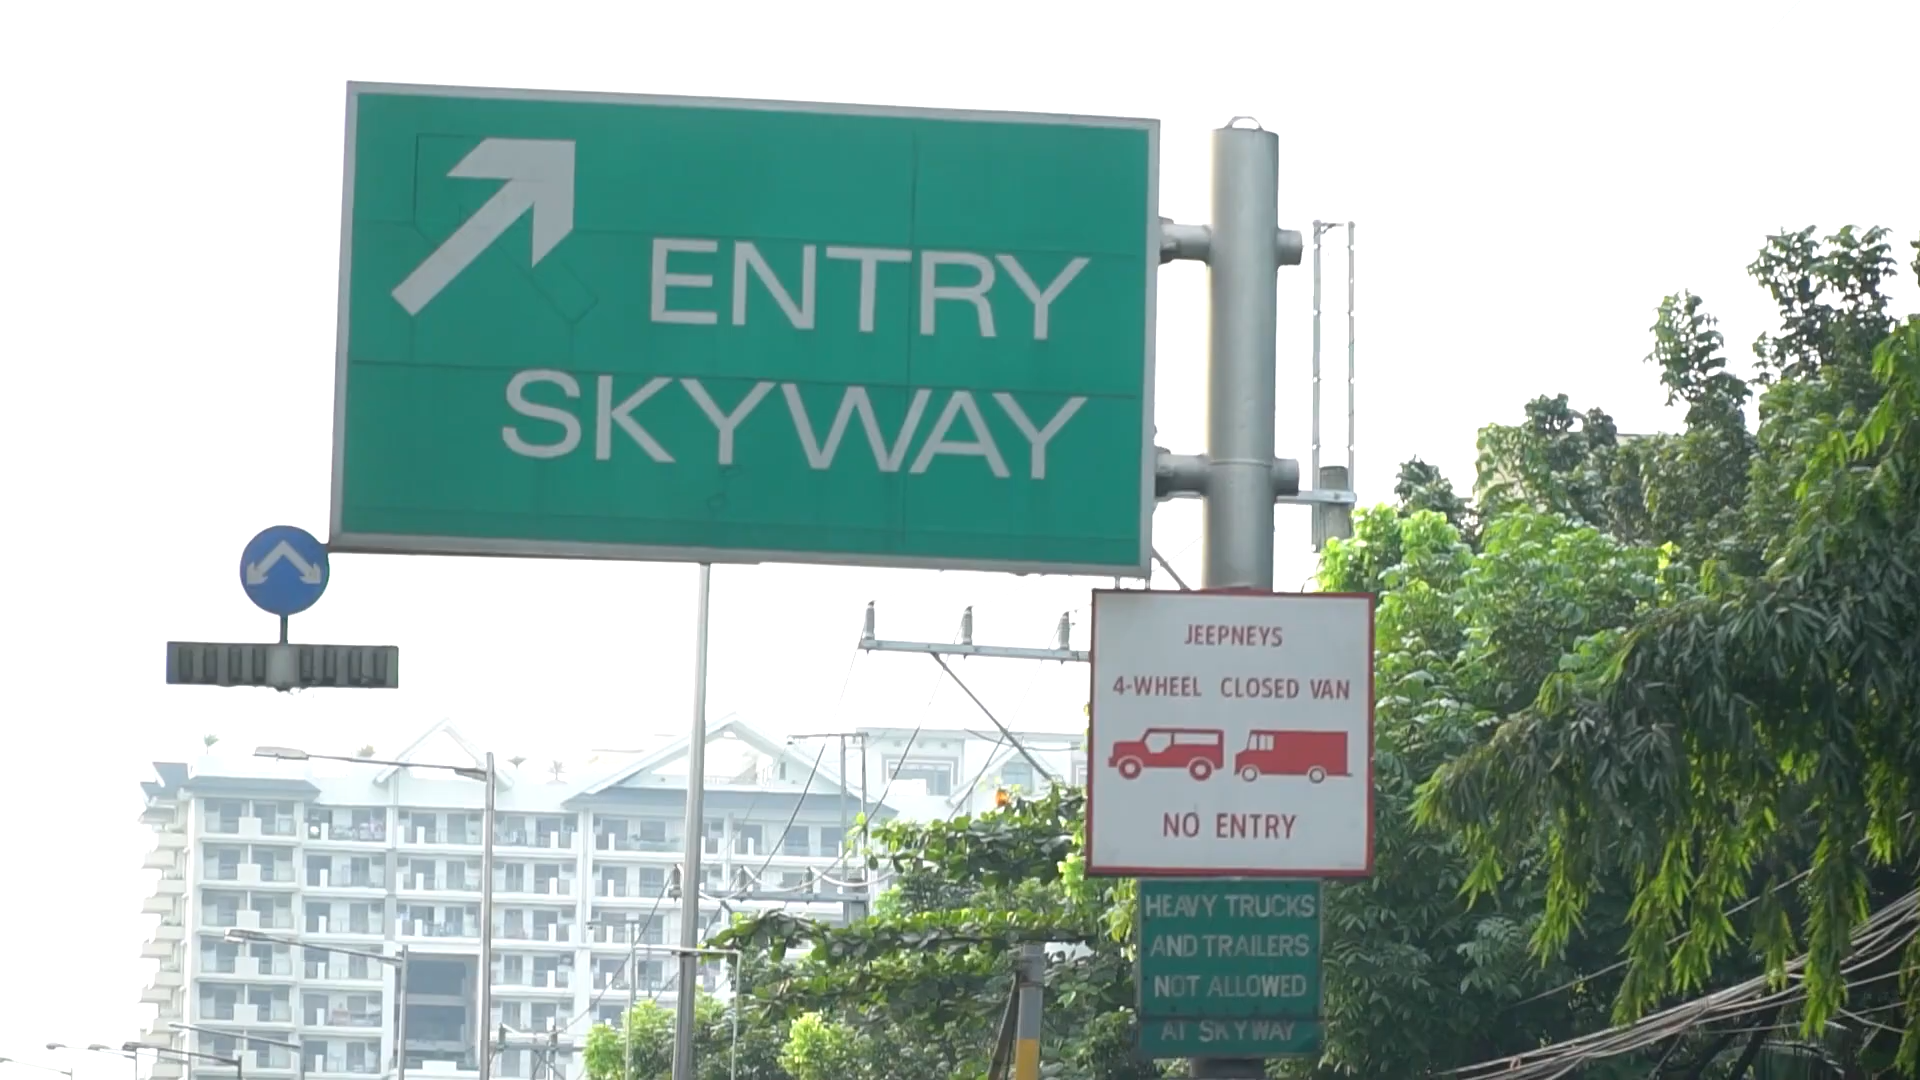 ENTRY
SKYWAY
JEEPNEYS
4-WHEEL CLOSED VAN
NO ENTRY
HEAVY TRUCKS
AND TRAILERS
NOT ALLOWED
AT SKYWAY